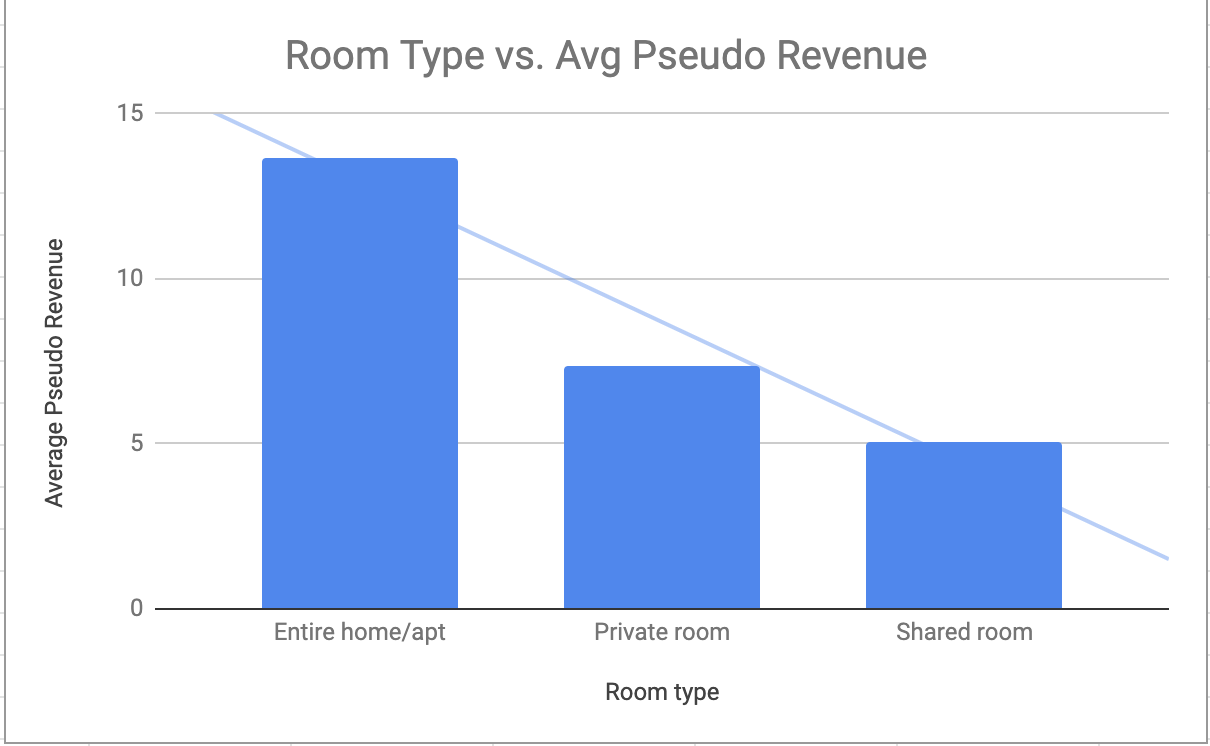 Room Type vs. Avg Pseudo Revenue
15
10
5
0
Average Pseudo Revenue
Entire home/apt
Private room
Shared room
Room type